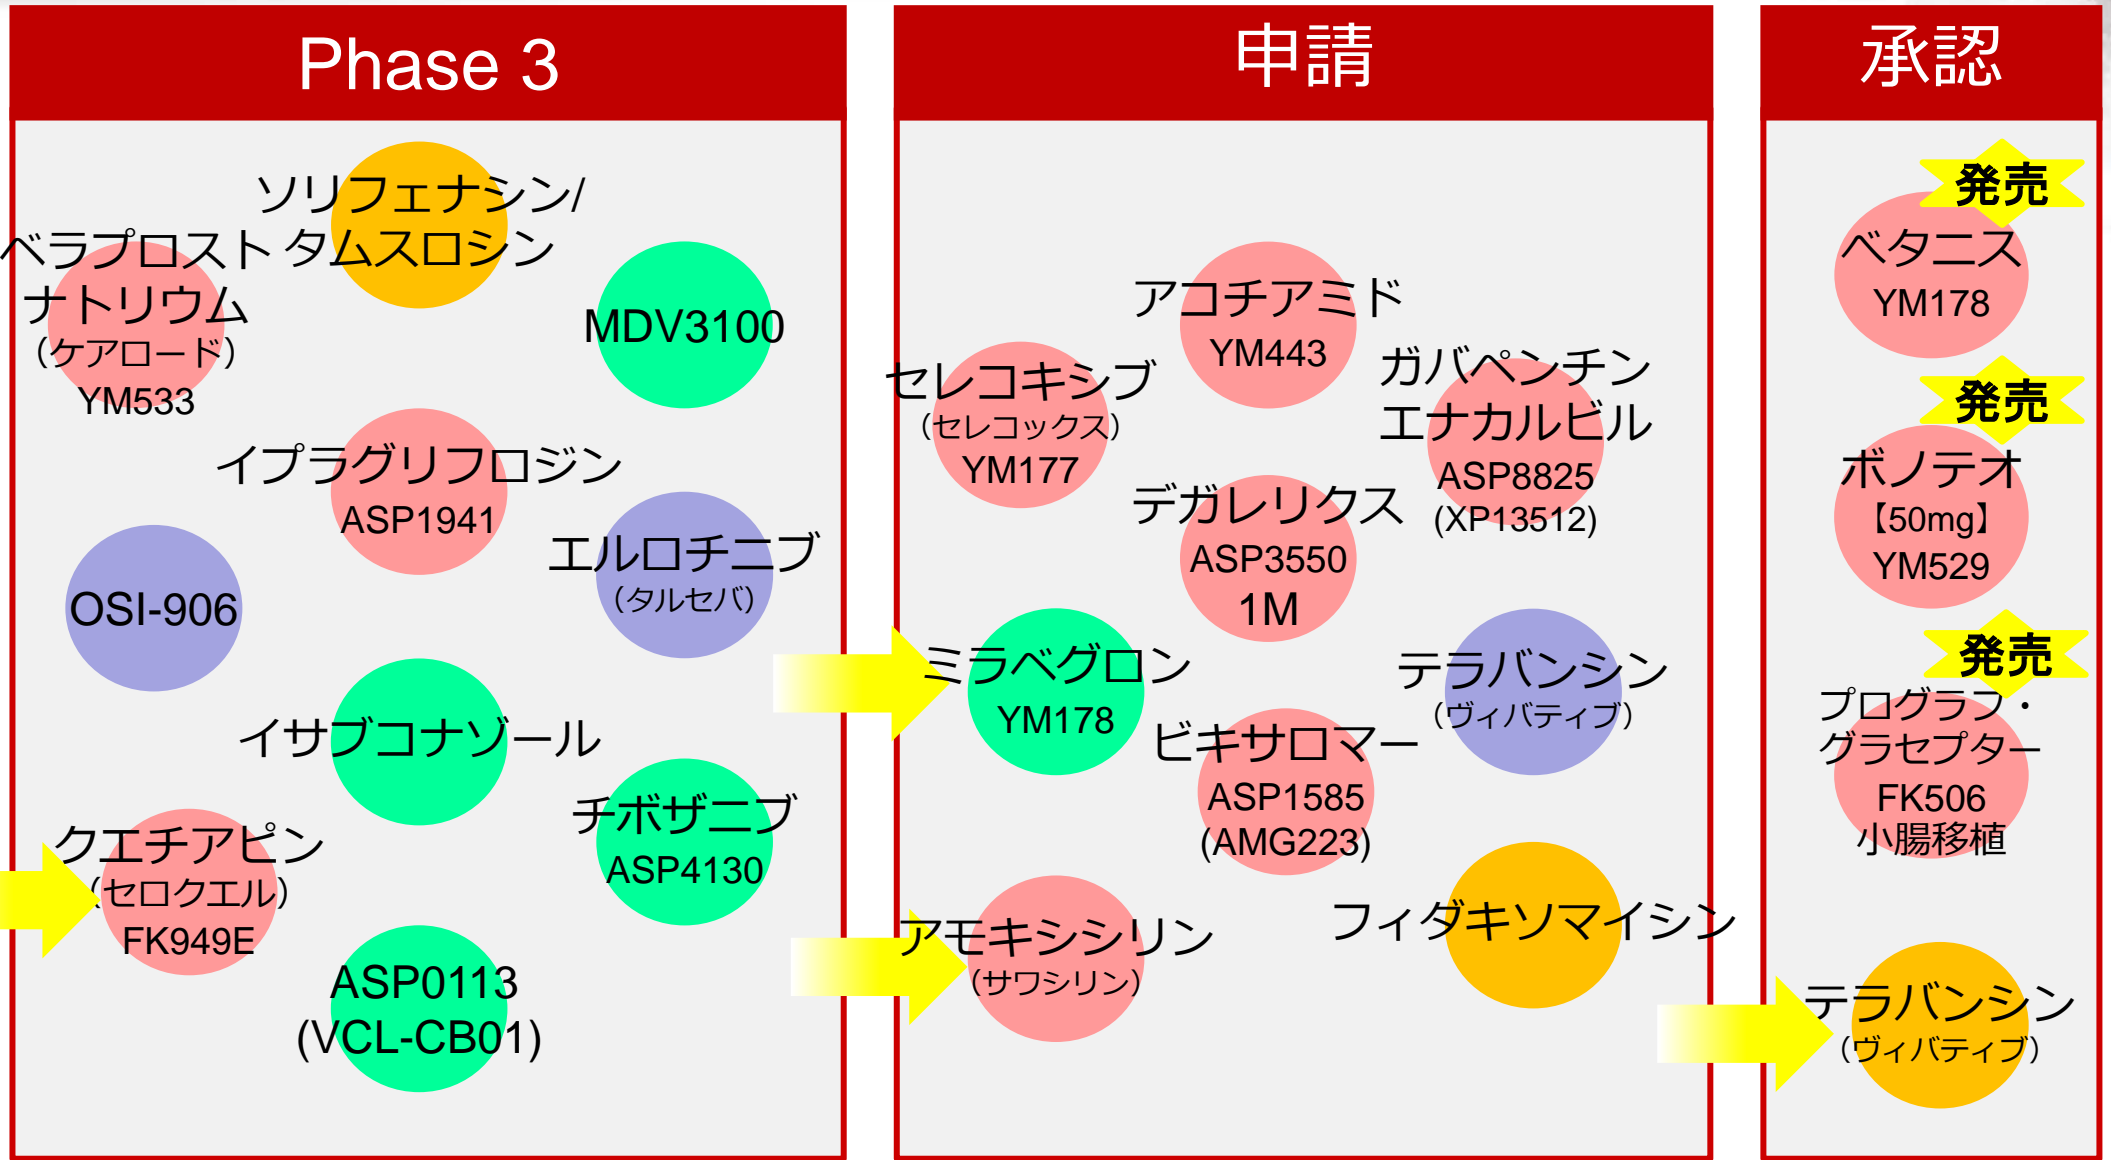 Phase 3
ソリフェナシン/
タムスロシン
ベラプロスト
ナトリウム
（ケアロード）
YM533
MDV3100
イプラグリフロジン
ASP1941
OSI-906
エルロチニブ
（タルセバ）
イサブコナゾール
チボザニブ
ASP4130
クエチアピン
（セロクエル）
FK949E
ASP0113
(VCL-CB01)
申請
アコチアミド
YM443
セレコキシブ
（セレコックス）
YM177
ガバペンチン
エナカルビル
ASP8825
(XP13512)
デガレリクス
ASP3550
1M
ミラベグロン
YM178
テラバンシン
（ヴィバティブ）
ビキサロマー
ASP1585
(AMG223)
アモキシシリン
（サワシリン）
フィダキソマイシン
承認
発売
ベタニス
YM178
発売
ボノテオ
【50mg】
YM529
発売
プログラフ・
グラセプター
FK506
小腸移植
テラバンシン
（ヴィバティブ）